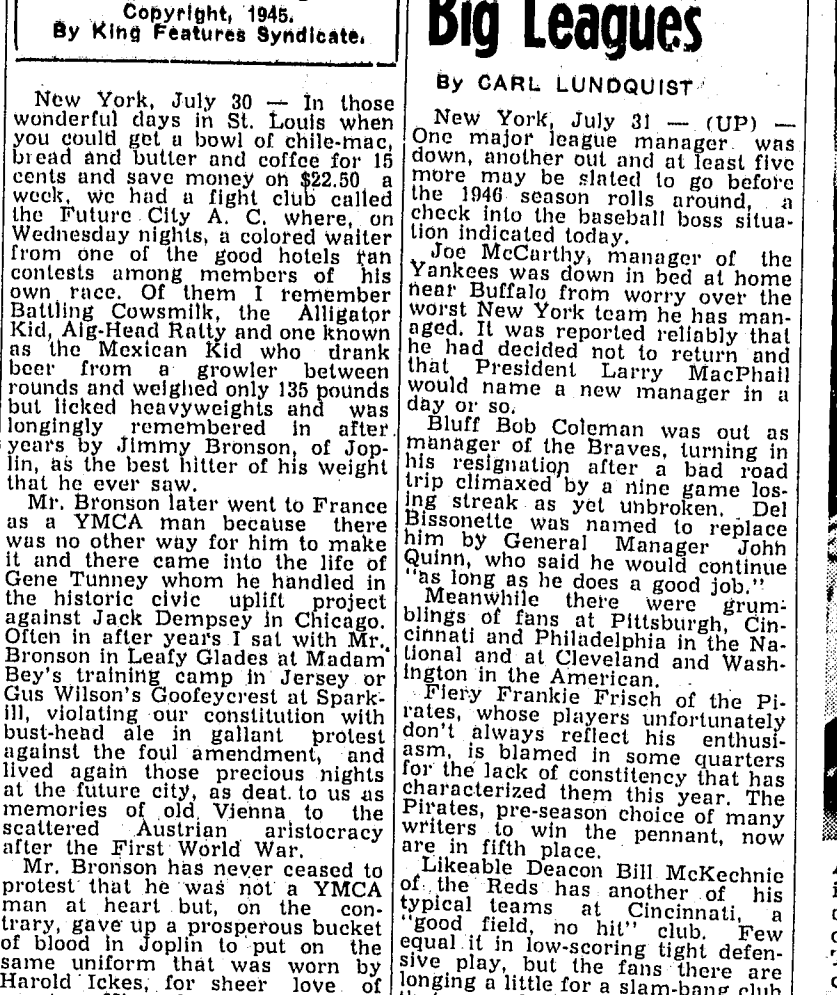 Copyright, 1945.
By King Features Syndicate.
New York, July 30 — In those
wonderful days in St. Louis when
you could get a bowl of chile-mac,
bread and butter and coffee for 15
cents and save money on $22.50 a
week, we had a fight club called
the Future City A. C. where, on
Wednesday nights, a colored waiter
from one of the good hotels ran
contests among members of his
own race. Of them I remember
Battling Cowsmilk, the Alligator
Kid, Aig-Head Ratty and one known
as the Mexican Kid who drank
beer from a growler between
rounds and weighed only 135 pounds
but licked heavyweights and was
longingly remembered in after
years by Jimmy Bronson, of Jop-
lin, as the best hitter of his weight
that he ever saw.
Mr. Bronson later went to France
as a YMCA man because there
was no other way for him to make
it and there came into the life of
Gene Tunney whom he handled in
the historic civic uplift project
against Jack Dempsey in Chicago.
Often in after years I sat with Mr.
Bronson in Leafy Glades at Madam
Bey's training camp in Jersey or
Gus Wilson's Goofeycrest at Spark-
ill, violating our constitution with
bust-head ale in gallant protest
against the foul amendment, and
lived again those precious nights
at the future city, as deat. to us as
memories of old Vienna to the
scattered Austrian aristocracy
after the First World War.
Mr. Bronson has never ceased to
protest that he was not a YMCA
man at heart but, on the con-
trary, gave up a prosperous bucket
of blood in Joplin to put on the
same uniform that was worn by
Harold Ickes, for sheer love of
Big Leagues
By CARL LUNDQUIST
New York, July 31 — (UP) —
One major league manager was
down, another out and at least five
more may be slated to go before
the 1946 season rolls around, a
check into the baseball boss situa-
tion indicated today.
Joe McCarthy, manager of the
Yankees was down in bed at home
near Buffalo from worry over the
worst New York team he has man-
aged. It was reported reliably that
he had decided not to return and
that President Larry MacPhail
would name a new manager in a
day or so.
Bluff Bob Coleman was out as
manager of the Braves, turning in
his resignation after a bad road
trip climaxed by a nine game los-
ing streak as yet unbroken. Del
Bissonette was named to replace
him by General Manager John
Quinn, who said he would continue
"as long as he does a good job."
Meanwhile there were grum-
blings of fans at Pittsburgh, Cin-
cinnati and Philadelphia in the Na-
tional and at Cleveland and Wash-
ington in the American.
Fiery Frankie Frisch of the Pi-
rates, whose players unfortunately
don't always reflect his enthusi-
asm, is blamed in some quarters
for the lack of constitency that has
characterized them this year. The
Pirates, pre-season choice of many
writers to win the pennant, now
are in fifth place.
Likeable Deacon Bill McKechnie
of the Reds has another of his
typical teams at Cincinnati, a
"good field, no hit" club. Few
equal it in low-scoring tight defen-
sive play, but the fans there are
longing a little for a slam-bang club